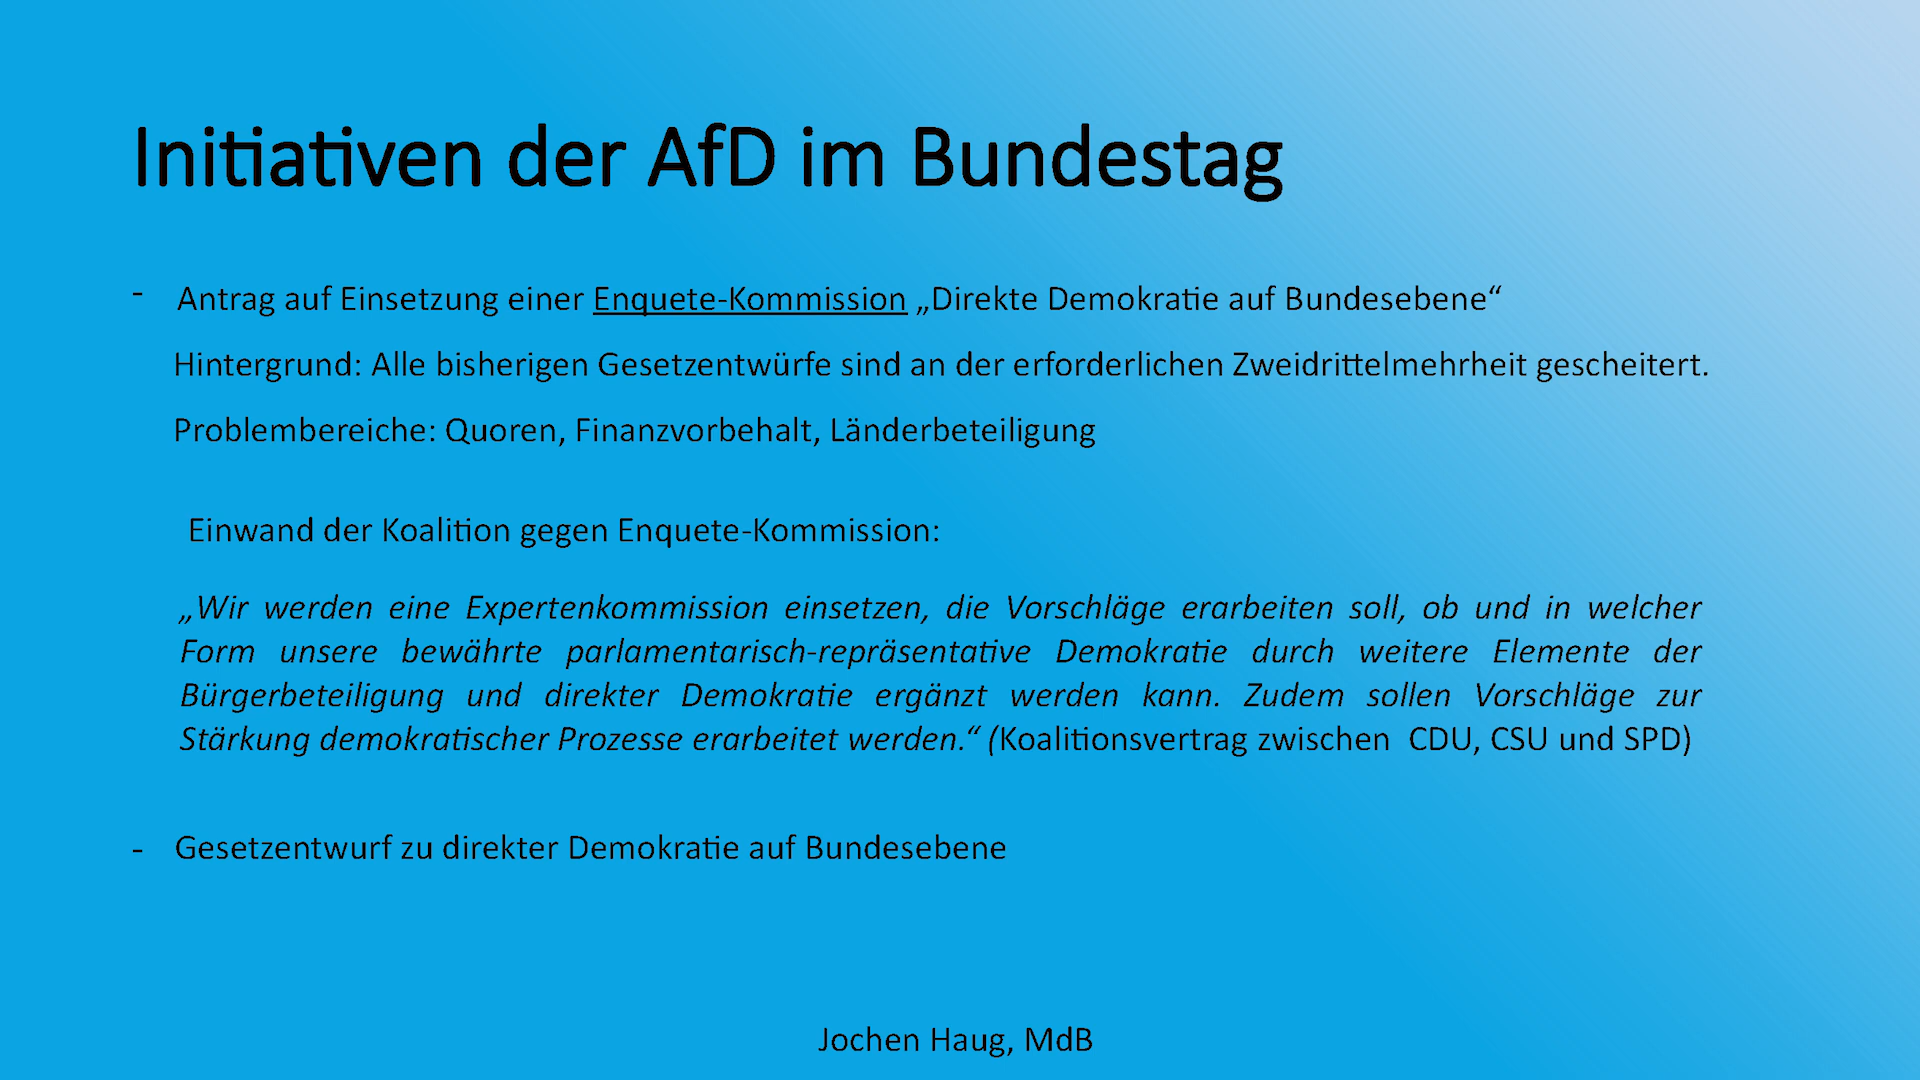 Initiativen der AfD im Bundestag
- Antrag auf Einsetzung einer Enquete-Kommission „Direkte Demokratie auf Bundesebene“
Hintergrund: Alle bisherigen Gesetzentwürfe sind an der erforderlichen Zweidrittelmehrheit gescheitert.
Problembereiche: Quoren, Finanzvorbehalt, Länderbeteiligung
Einwand der Koalition gegen Enquete-Kommission:
„Wir werden eine Expertenkommission einsetzen, die Vorschläge erarbeiten soll, ob und in welcher
Form unsere bewährte parlamentarisch-repräsentative Demokratie durch weitere Elemente der
Bürgerbeteiligung und direkter Demokratie ergänzt werden kann. Zudem sollen Vorschläge zur
Stärkung demokratischer Prozesse erarbeitet werden.“ (Koalitionsvertrag zwischen CDU, CSU und SPD)
- Gesetzentwurf zu direkter Demokratie auf Bundesebene
Jochen Haug, MdB